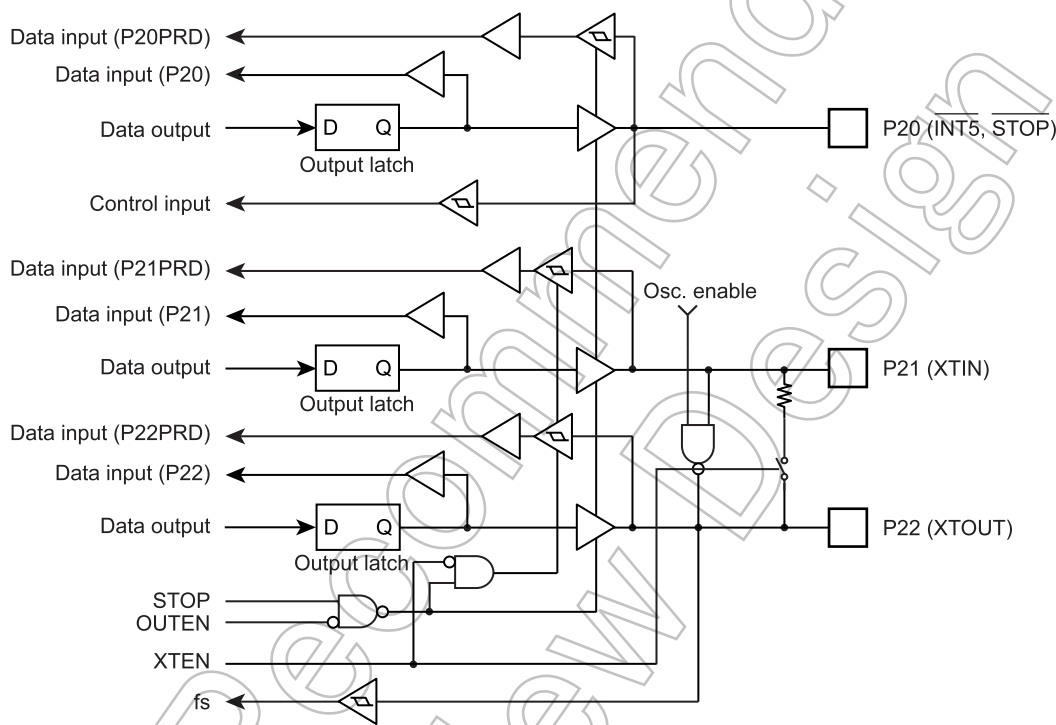 Data input (P20PRD)
Data input (P20)
Data output
D Q
Output latch
P20 (INT5, STOP)
Control input
Data input (P21PRD)
Osc. enable
Data input (P21)
Data output
D Q
Output latch
P21 (XTIN)
Data input (P22PRD)
Data input (P22)
Data output
D Q
Output latch
P22 (XTOUT)
STOP
OUTEN
XTEN
fs